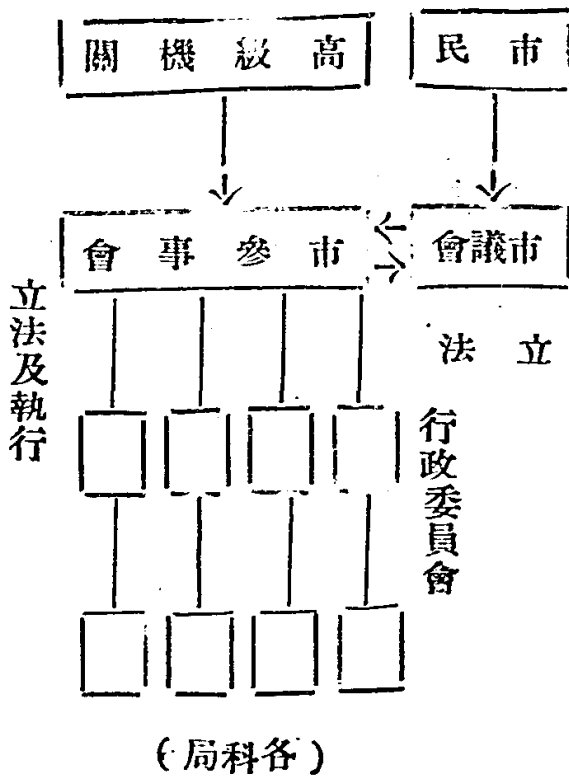 市民
高級機關
市議會
市參事會
立法
立法及執行
行政委員會
(各科局)